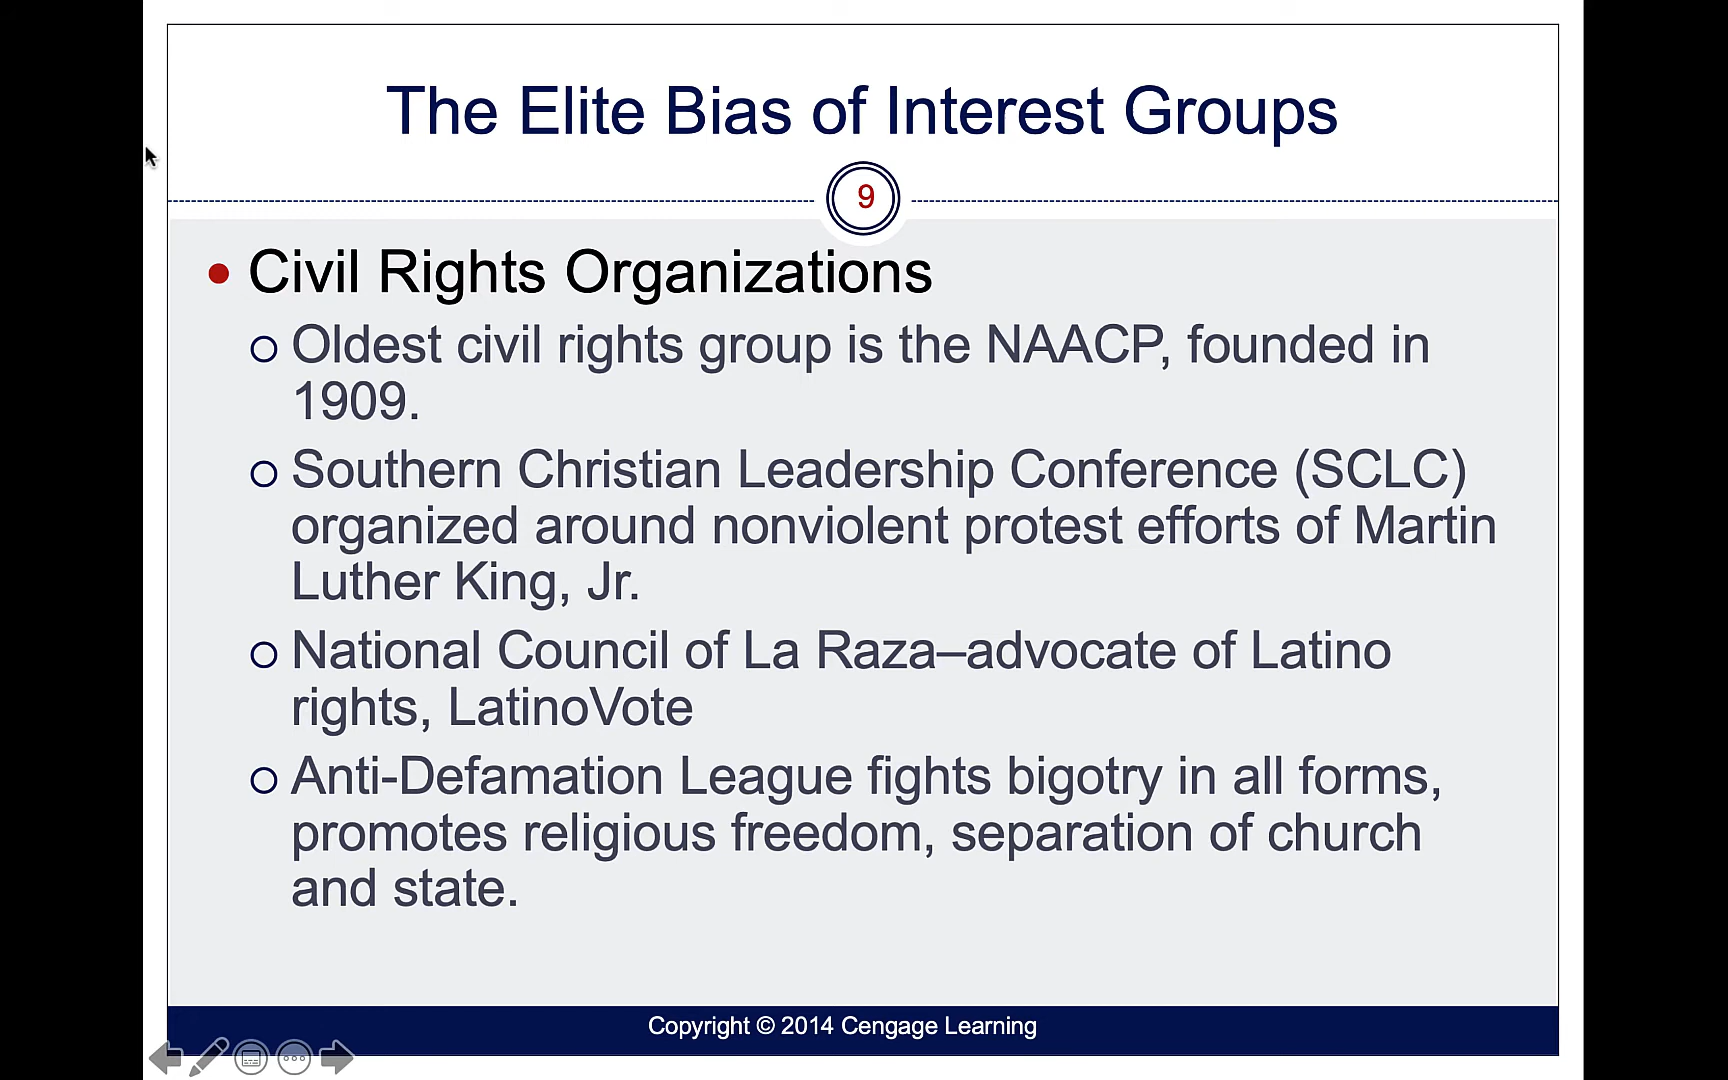 The Elite Bias of Interest Groups
9
Civil Rights Organizations
Oldest civil rights group is the NAACP, founded in
1909.
Southern Christian Leadership Conference (SCLC)
organized around nonviolent protest efforts of Martin
Luther King, Jr.
National Council of La Raza–advocate of Latino
rights, LatinoVote
Anti-Defamation League fights bigotry in all forms,
promotes religious freedom, separation of church
and state.
Copyright © 2014 Cengage Learning